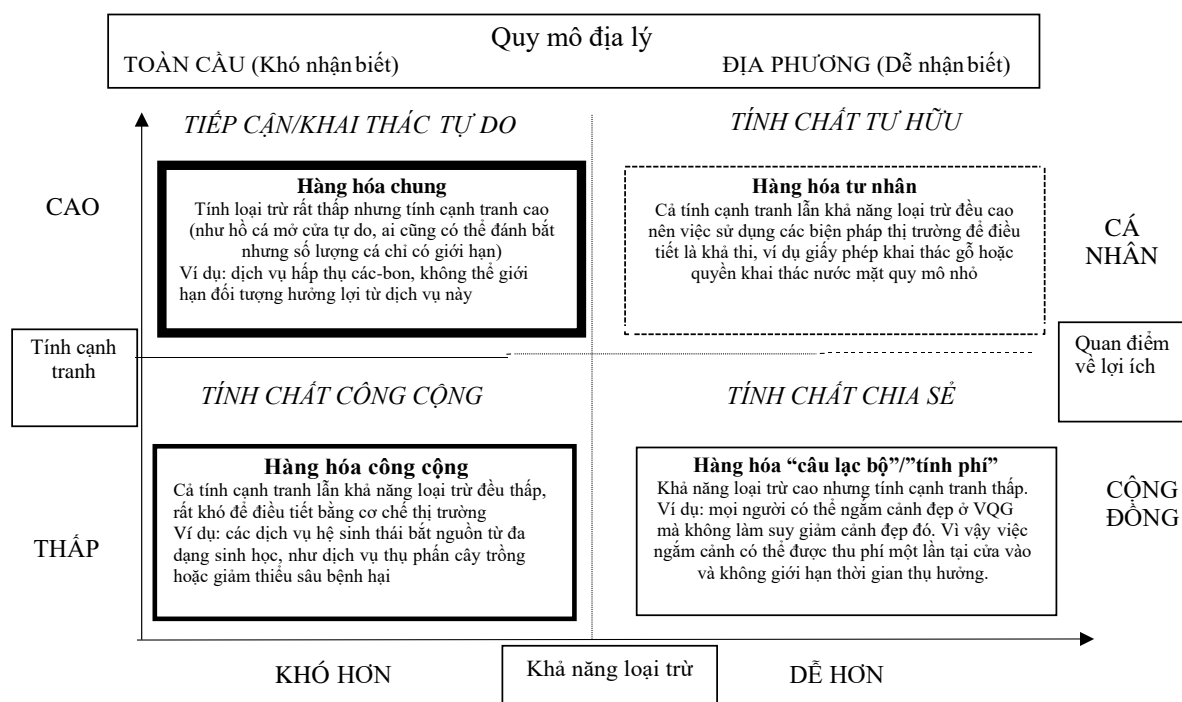 Quy mô địa lý
TOÀN CẦU (Khó nhận biết)
ĐỊA PHƯƠNG (Dễ nhận biết)
TIẾP CẬN/KHAI THÁC TỰ DO
TÍNH CHẤT TƯ HỮU
CAO
Hàng hóa chung
Tính loại trừ rất thấp nhưng tính cạnh tranh cao
(như hồ cá mở cửa tự do, ai cũng có thể đánh bắt
nhưng số lượng cá chỉ có giới hạn)
Ví dụ: dịch vụ hấp thụ các-bon, không thể giới
hạn đối tượng hưởng lợi từ dịch vụ này
Hàng hóa tư nhân
Cả tính cạnh tranh lẫn khả năng loại trừ đều cao
nên việc sử dụng các biện pháp thị trường để điều
tiết là khả thi, ví dụ giấy phép khai thác gỗ hoặc
quyền khai thác nước mặt quy mô nhỏ
CÁ
NHÂN
Tính cạnh
tranh
Quan điểm
về lợi ích
TÍNH CHẤT CÔNG CỘNG
TÍNH CHẤT CHIA SẺ
THẤP
Hàng hóa công cộng
Cả tính cạnh tranh lẫn khả năng loại trừ đều thấp,
rất khó để điều tiết bằng cơ chế thị trường
Ví dụ: các dịch vụ hệ sinh thái bắt nguồn từ đa
dạng sinh học, như dịch vụ thụ phấn cây trồng
hoặc giảm thiểu sâu bệnh hại
Hàng hóa “câu lạc bộ”/”tính phí”
Khả năng loại trừ cao nhưng tính cạnh tranh thấp.
Ví dụ: mọi người có thể ngắm cảnh đẹp ở VQG
mà không làm suy giảm cảnh đẹp đó. Vì vậy việc
ngắm cảnh có thể được thu phí một lần tại cửa vào
và không giới hạn thời gian thụ hưởng.
CỘNG
ĐỒNG
KHÓ HƠN
Khả năng loại trừ
DỄ HƠN